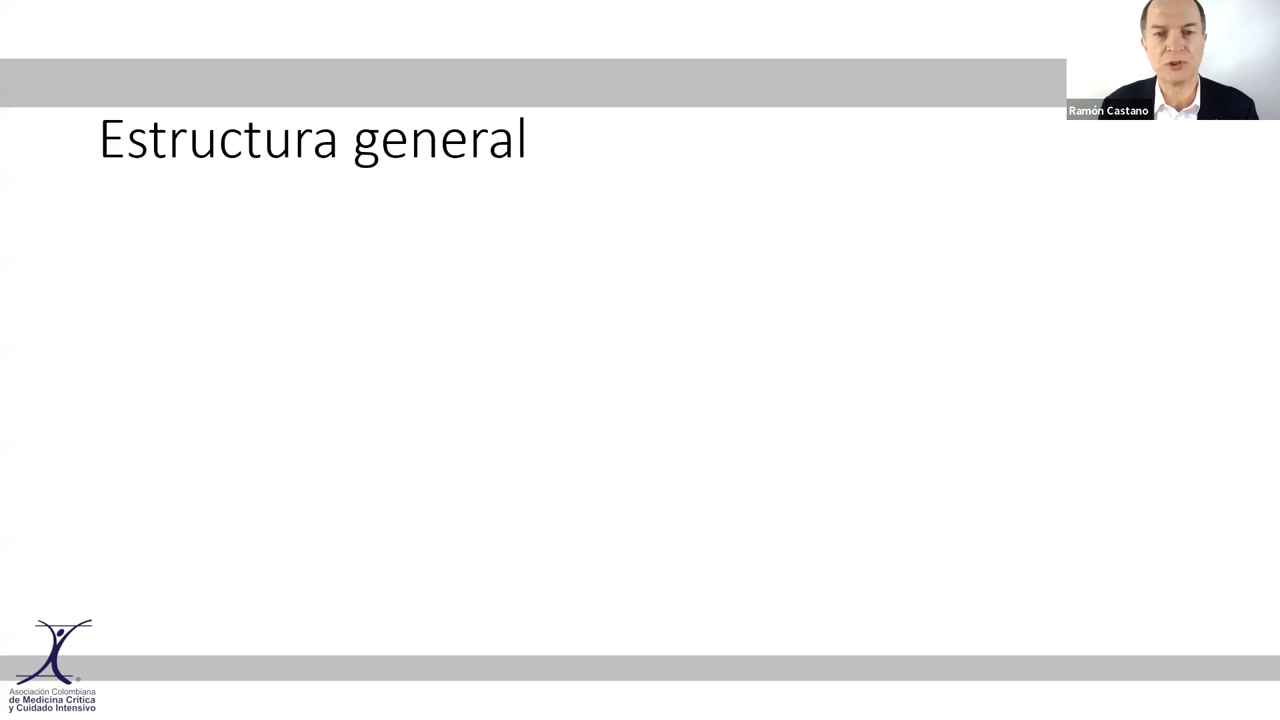 Ramón Castano
Estructura general
Asociación Colombiana
de Medicina Crítica
y Cuidado Intensivo